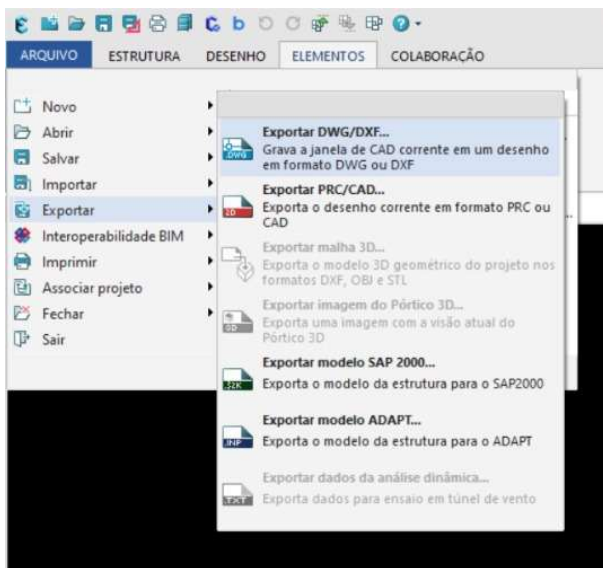 ARQUIVO ESTRUTURA DESENHO ELEMENTOS COLABORAÇÃO
Novo
Abrir
Salvar
Importar
Exportar
Interoperabilidade BIM
Imprimir
Associar projeto
Fechar
Sair
Exportar DWG/DXF...
Grava a janela de CAD corrente em um desenho
em formato DWG ou DXF
Exportar PRC/CAD...
Exporta o desenho corrente em formato PRC ou
CAD
Exportar malha 3D...
Exporta o modelo 3D geométrico do projeto nos
formatos DXF, OBJ e STL
Exportar imagem do Pórtico 3D...
Exporta uma imagem com a visão atual do
Pórtico 3D
Exportar modelo SAP 2000...
Exporta o modelo da estrutura para o SAP2000
Exportar modelo ADAPT...
Exporta o modelo da estrutura para o ADAPT
Exportar dados da análise dinâmica...
Exporta dados para ensaio em túnel de vento